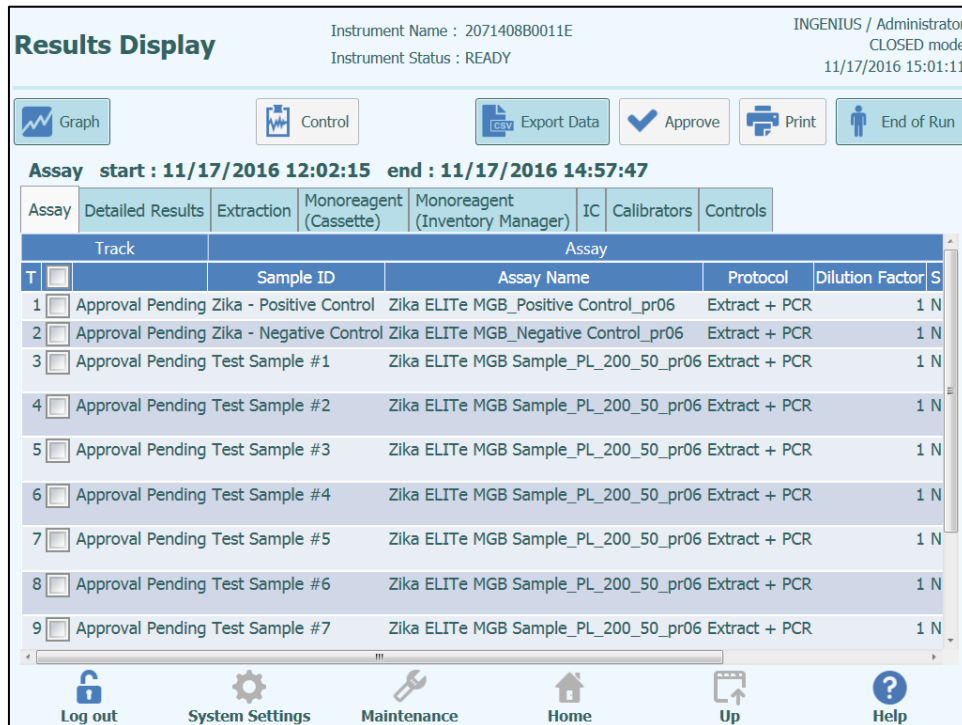 Results Display
Instrument Name : 2071408B0011E
Instrument Status : READY
INGENIUS / Administrator
CLOSED mode
11/17/2016 15:01:11
Graph
Control
CSV
Export Data
Approve
Print
End of Run
Assay start : 11/17/2016 12:02:15 end : 11/17/2016 14:57:47
Assay Detailed Results Extraction Monoreagent (Cassette) Monoreagent (Inventory Manager) IC Calibrators Controls
Track Assay
T Sample ID Assay Name Protocol Dilution Factor S
1 Approval Pending Zika - Positive Control Zika ELITe MGB_Positive Control_pr06 Extract + PCR 1 N
2 Approval Pending Zika - Negative Control Zika ELITe MGB_Negative Control_pr06 Extract + PCR 1 N
3 Approval Pending Test Sample #1 Zika ELITe MGB Sample_PL_200_50_pr06 Extract + PCR 1 N
4 Approval Pending Test Sample #2 Zika ELITe MGB Sample_PL_200_50_pr06 Extract + PCR 1 N
5 Approval Pending Test Sample #3 Zika ELITe MGB Sample_PL_200_50_pr06 Extract + PCR 1 N
6 Approval Pending Test Sample #4 Zika ELITe MGB Sample_PL_200_50_pr06 Extract + PCR 1 N
7 Approval Pending Test Sample #5 Zika ELITe MGB Sample_PL_200_50_pr06 Extract + PCR 1 N
8 Approval Pending Test Sample #6 Zika ELITe MGB Sample_PL_200_50_pr06 Extract + PCR 1 N
9 Approval Pending Test Sample #7 Zika ELITe MGB Sample_PL_200_50_pr06 Extract + PCR 1 N
Log out System Settings Maintenance Home Up Help